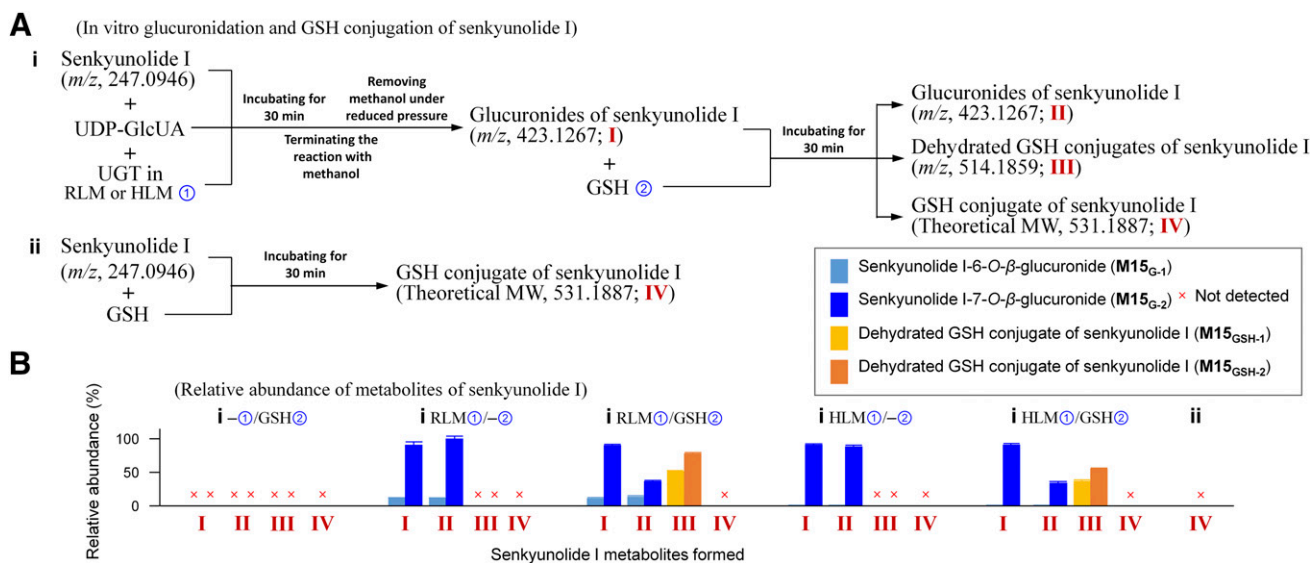 A
(In vitro glucuronidation and GSH conjugation of senkyunolide I)
i
Senkyunolide I
(m/z, 247.0946)
+
UDP-GlcUA
+
UGT in
RLM or HLM ①
Incubating for
30 min
Terminating the
reaction with
methanol
Removing
methanol under
reduced pressure
Glucuronides of senkyunolide I
(m/z, 423.1267; I)
+
GSH ②
Incubating for
30 min
Glucuronides of senkyunolide I
(m/z, 423.1267; II)
Dehydrated GSH conjugates of senkyunolide I
(m/z, 514.1859; III)
GSH conjugate of senkyunolide I
(Theoretical MW, 531.1887; IV)
ii
Senkyunolide I
(m/z, 247.0946)
+
GSH
Incubating for
30 min
GSH conjugate of senkyunolide I
(Theoretical MW, 531.1887; IV)
Senkyunolide I-6-O-β-glucuronide (M15G-1)
Senkyunolide I-7-O-β-glucuronide (M15G-2) × Not detected
Dehydrated GSH conjugate of senkyunolide I (M15GSH-1)
Dehydrated GSH conjugate of senkyunolide I (M15GSH-2)
B
(Relative abundance of metabolites of senkyunolide I)
Relative abundance (%)
i –①/GSH② i RLM①/–② i RLM①/GSH② i HLM①/–② i HLM①/GSH② ii
100
50
0
I II III IV I II III IV I II III IV I II III IV I II III IV IV
Senkyunolide I metabolites formed